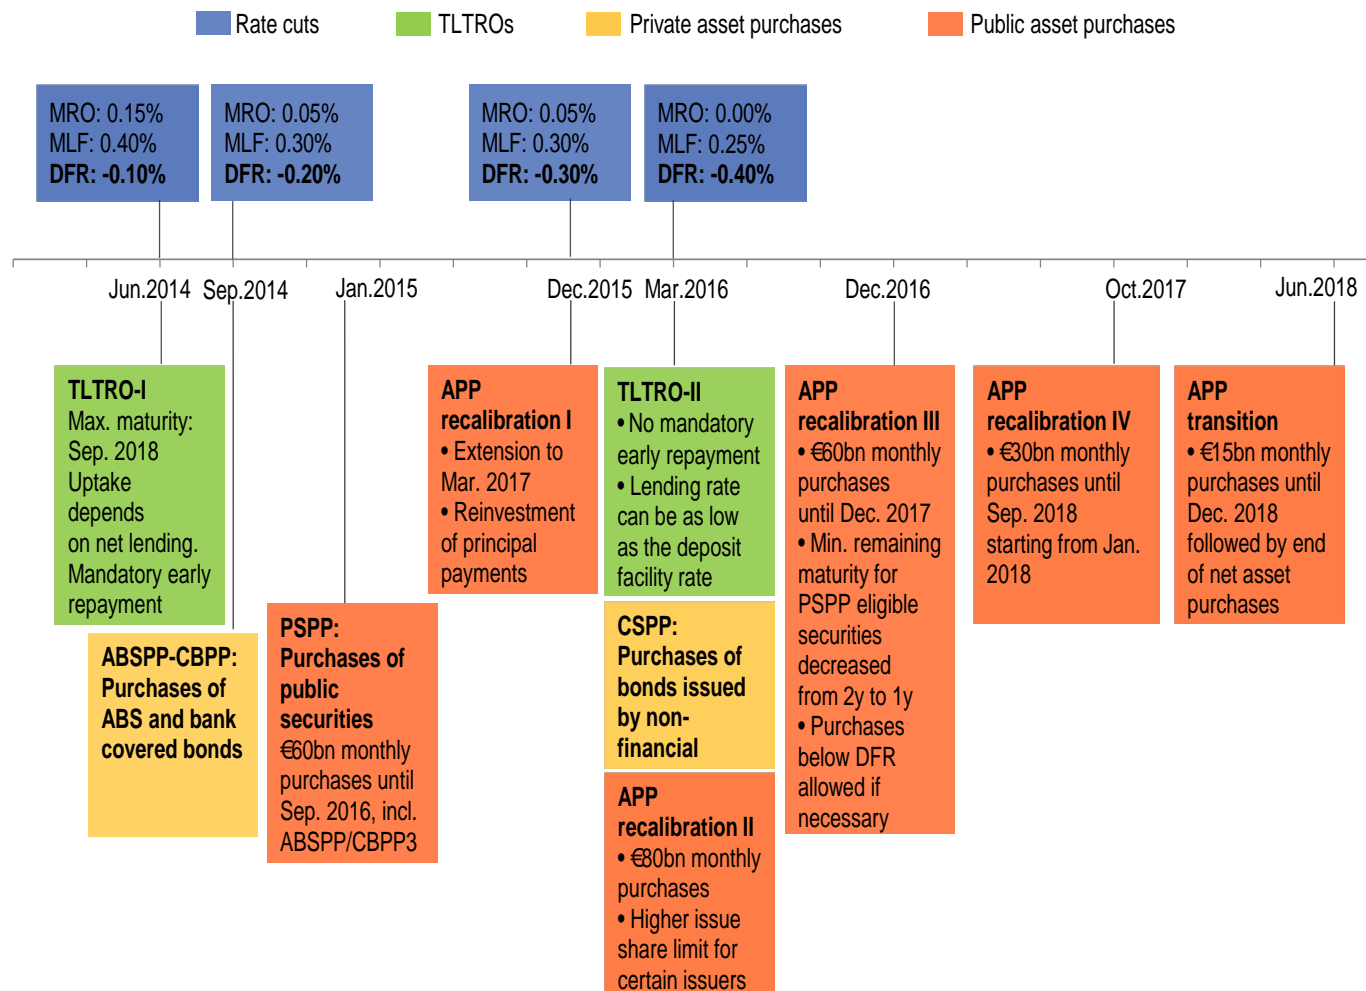 Rate cuts
TLTROs
Private asset purchases
Public asset purchases
MRO: 0.15%
MLF: 0.40%
DFR: -0.10%
MRO: 0.05%
MLF: 0.30%
DFR: -0.20%
MRO: 0.05%
MLF: 0.30%
DFR: -0.30%
MRO: 0.00%
MLF: 0.25%
DFR: -0.40%
Jun.2014
Sep.2014
Jan.2015
Dec.2015
Mar.2016
Dec.2016
Oct.2017
Jun.2018
TLTRO-I
Max. maturity:
Sep. 2018
Uptake
depends
on net lending.
Mandatory early
repayment
ABSPP-CBPP:
Purchases of
ABS and bank
covered bonds
PSPP:
Purchases of
public
securities
€60bn monthly
purchases until
Sep. 2016, incl.
ABSPP/CBPP3
APP
recalibration I
• Extension to
Mar. 2017
• Reinvestment
of principal
payments
TLTRO-II
• No mandatory
early repayment
• Lending rate
can be as low
as the deposit
facility rate
CSPP:
Purchases of
bonds issued
by non-
financial
APP
recalibration II
• €80bn monthly
purchases
• Higher issue
share limit for
certain issuers
APP
recalibration III
• €60bn monthly
purchases
until Dec. 2017
• Min. remaining
maturity for
PSPP eligible
securities
decreased
from 2y to 1y
• Purchases
below DFR
allowed if
necessary
APP
recalibration IV
• €30bn monthly
purchases until
Sep. 2018
starting from Jan.
2018
APP
transition
• €15bn monthly
purchases until
Dec. 2018
followed by end
of net asset
purchases